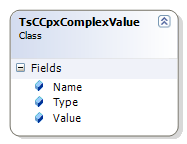 TsCCpxComplexValue
Class
Fields
Name
Type
Value